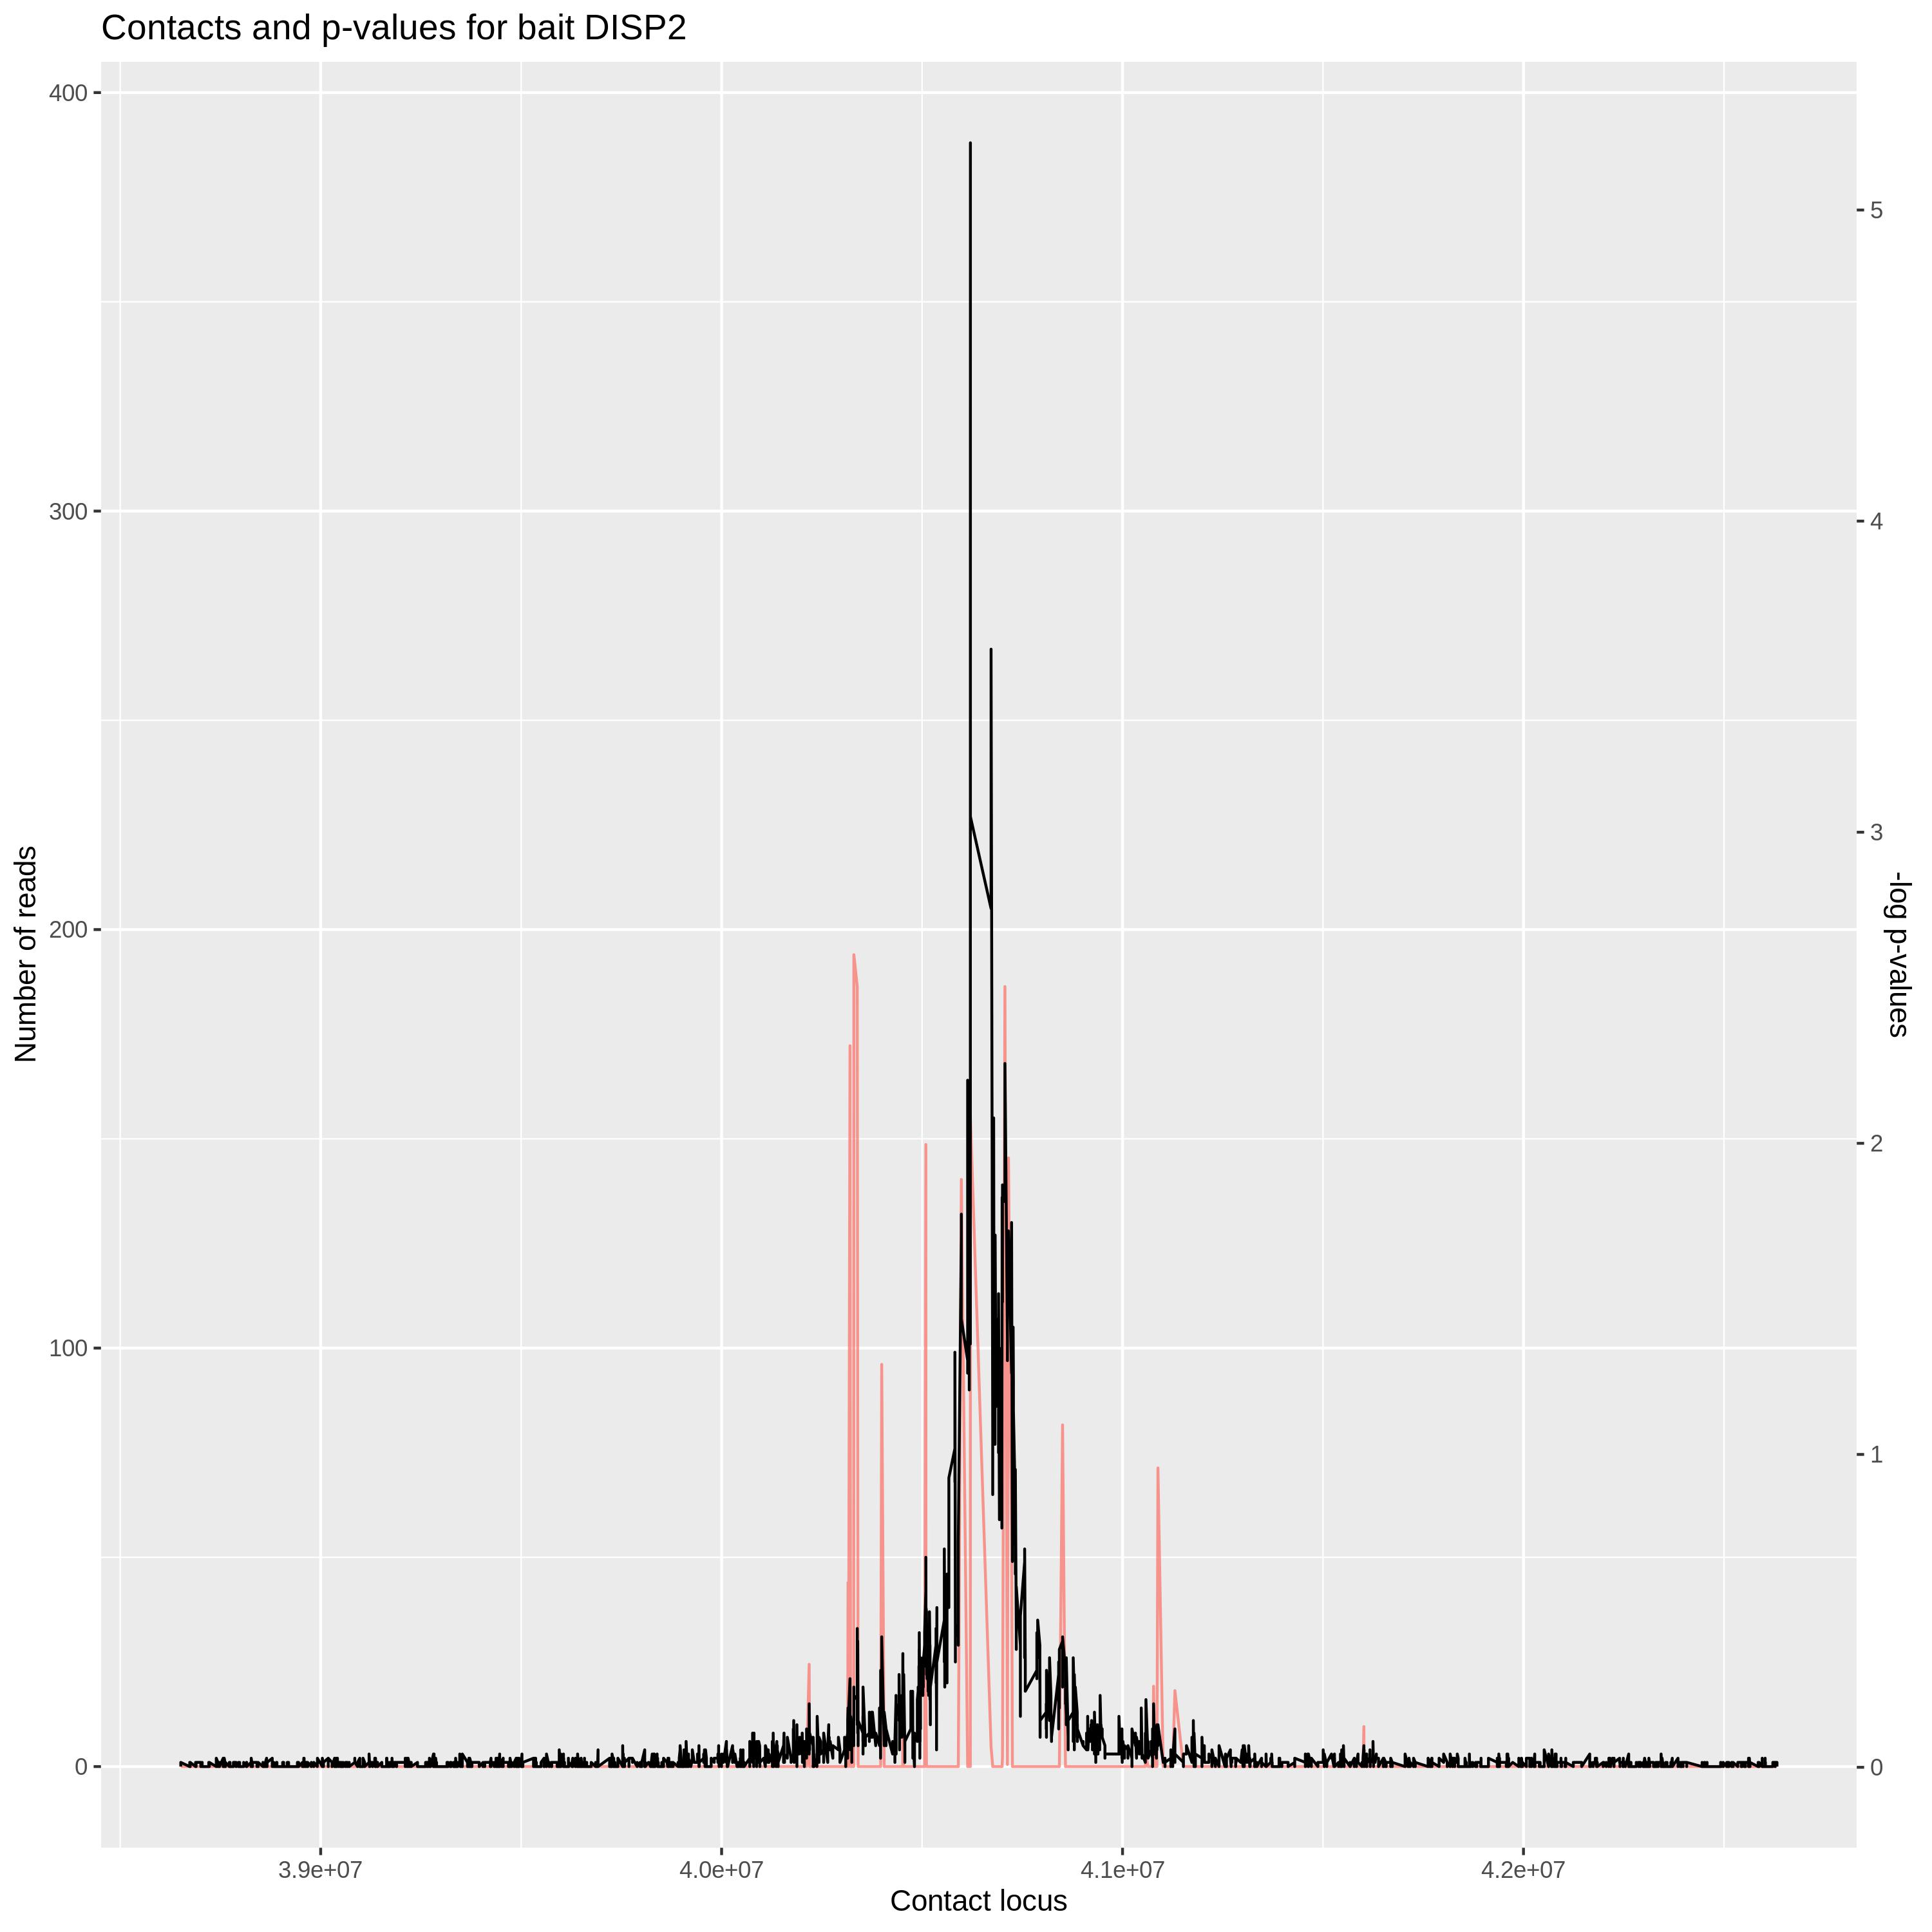 Contacts and p-values for bait DISP2
400
300
200
100
0
5
4
3
2
1
0
Number of reads
-log p-values
3.9e+07 4.0e+07 4.1e+07 4.2e+07
Contact locus